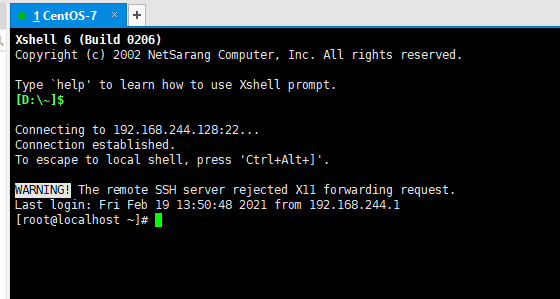 1 CentOS-7 × +
Xshell 6 (Build 0206)
Copyright (c) 2002 NetSarang Computer, Inc. All rights reserved.
Type `help' to learn how to use Xshell prompt.
[D:\~]$
Connecting to 192.168.244.128:22...
Connection established.
To escape to local shell, press 'Ctrl+Alt+]'.
WARNING! The remote SSH server rejected X11 forwarding request.
Last login: Fri Feb 19 13:50:48 2021 from 192.168.244.1
[root@localhost ~]#